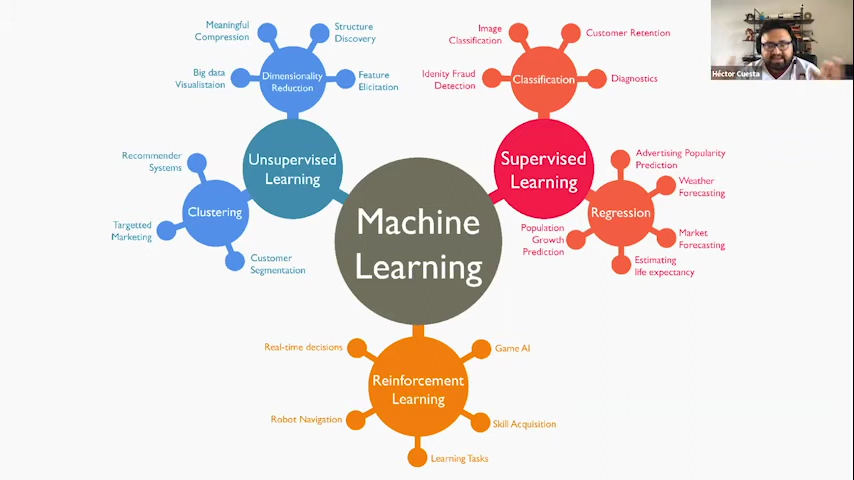 Meaningful
Compression
Structure
Discovery
Big data
Visualistaion
Dimensionality
Reduction
Feature
Elicitation
Image
Classification
Customer Retention
Idenity Fraud
Detection
Classification
Diagnostics
Recommender
Systems
Unsupervised
Learning
Supervised
Learning
Advertising Popularity
Prediction
Weather
Forecasting
Clustering
Targetted
Marketing
Customer
Segmentation
Machine
Learning
Regression
Population
Growth
Prediction
Market
Forecasting
Estimating
life expectancy
Real-time decisions
Game AI
Reinforcement
Learning
Robot Navigation
Skill Acquisition
Learning Tasks
Héctor Cuesta